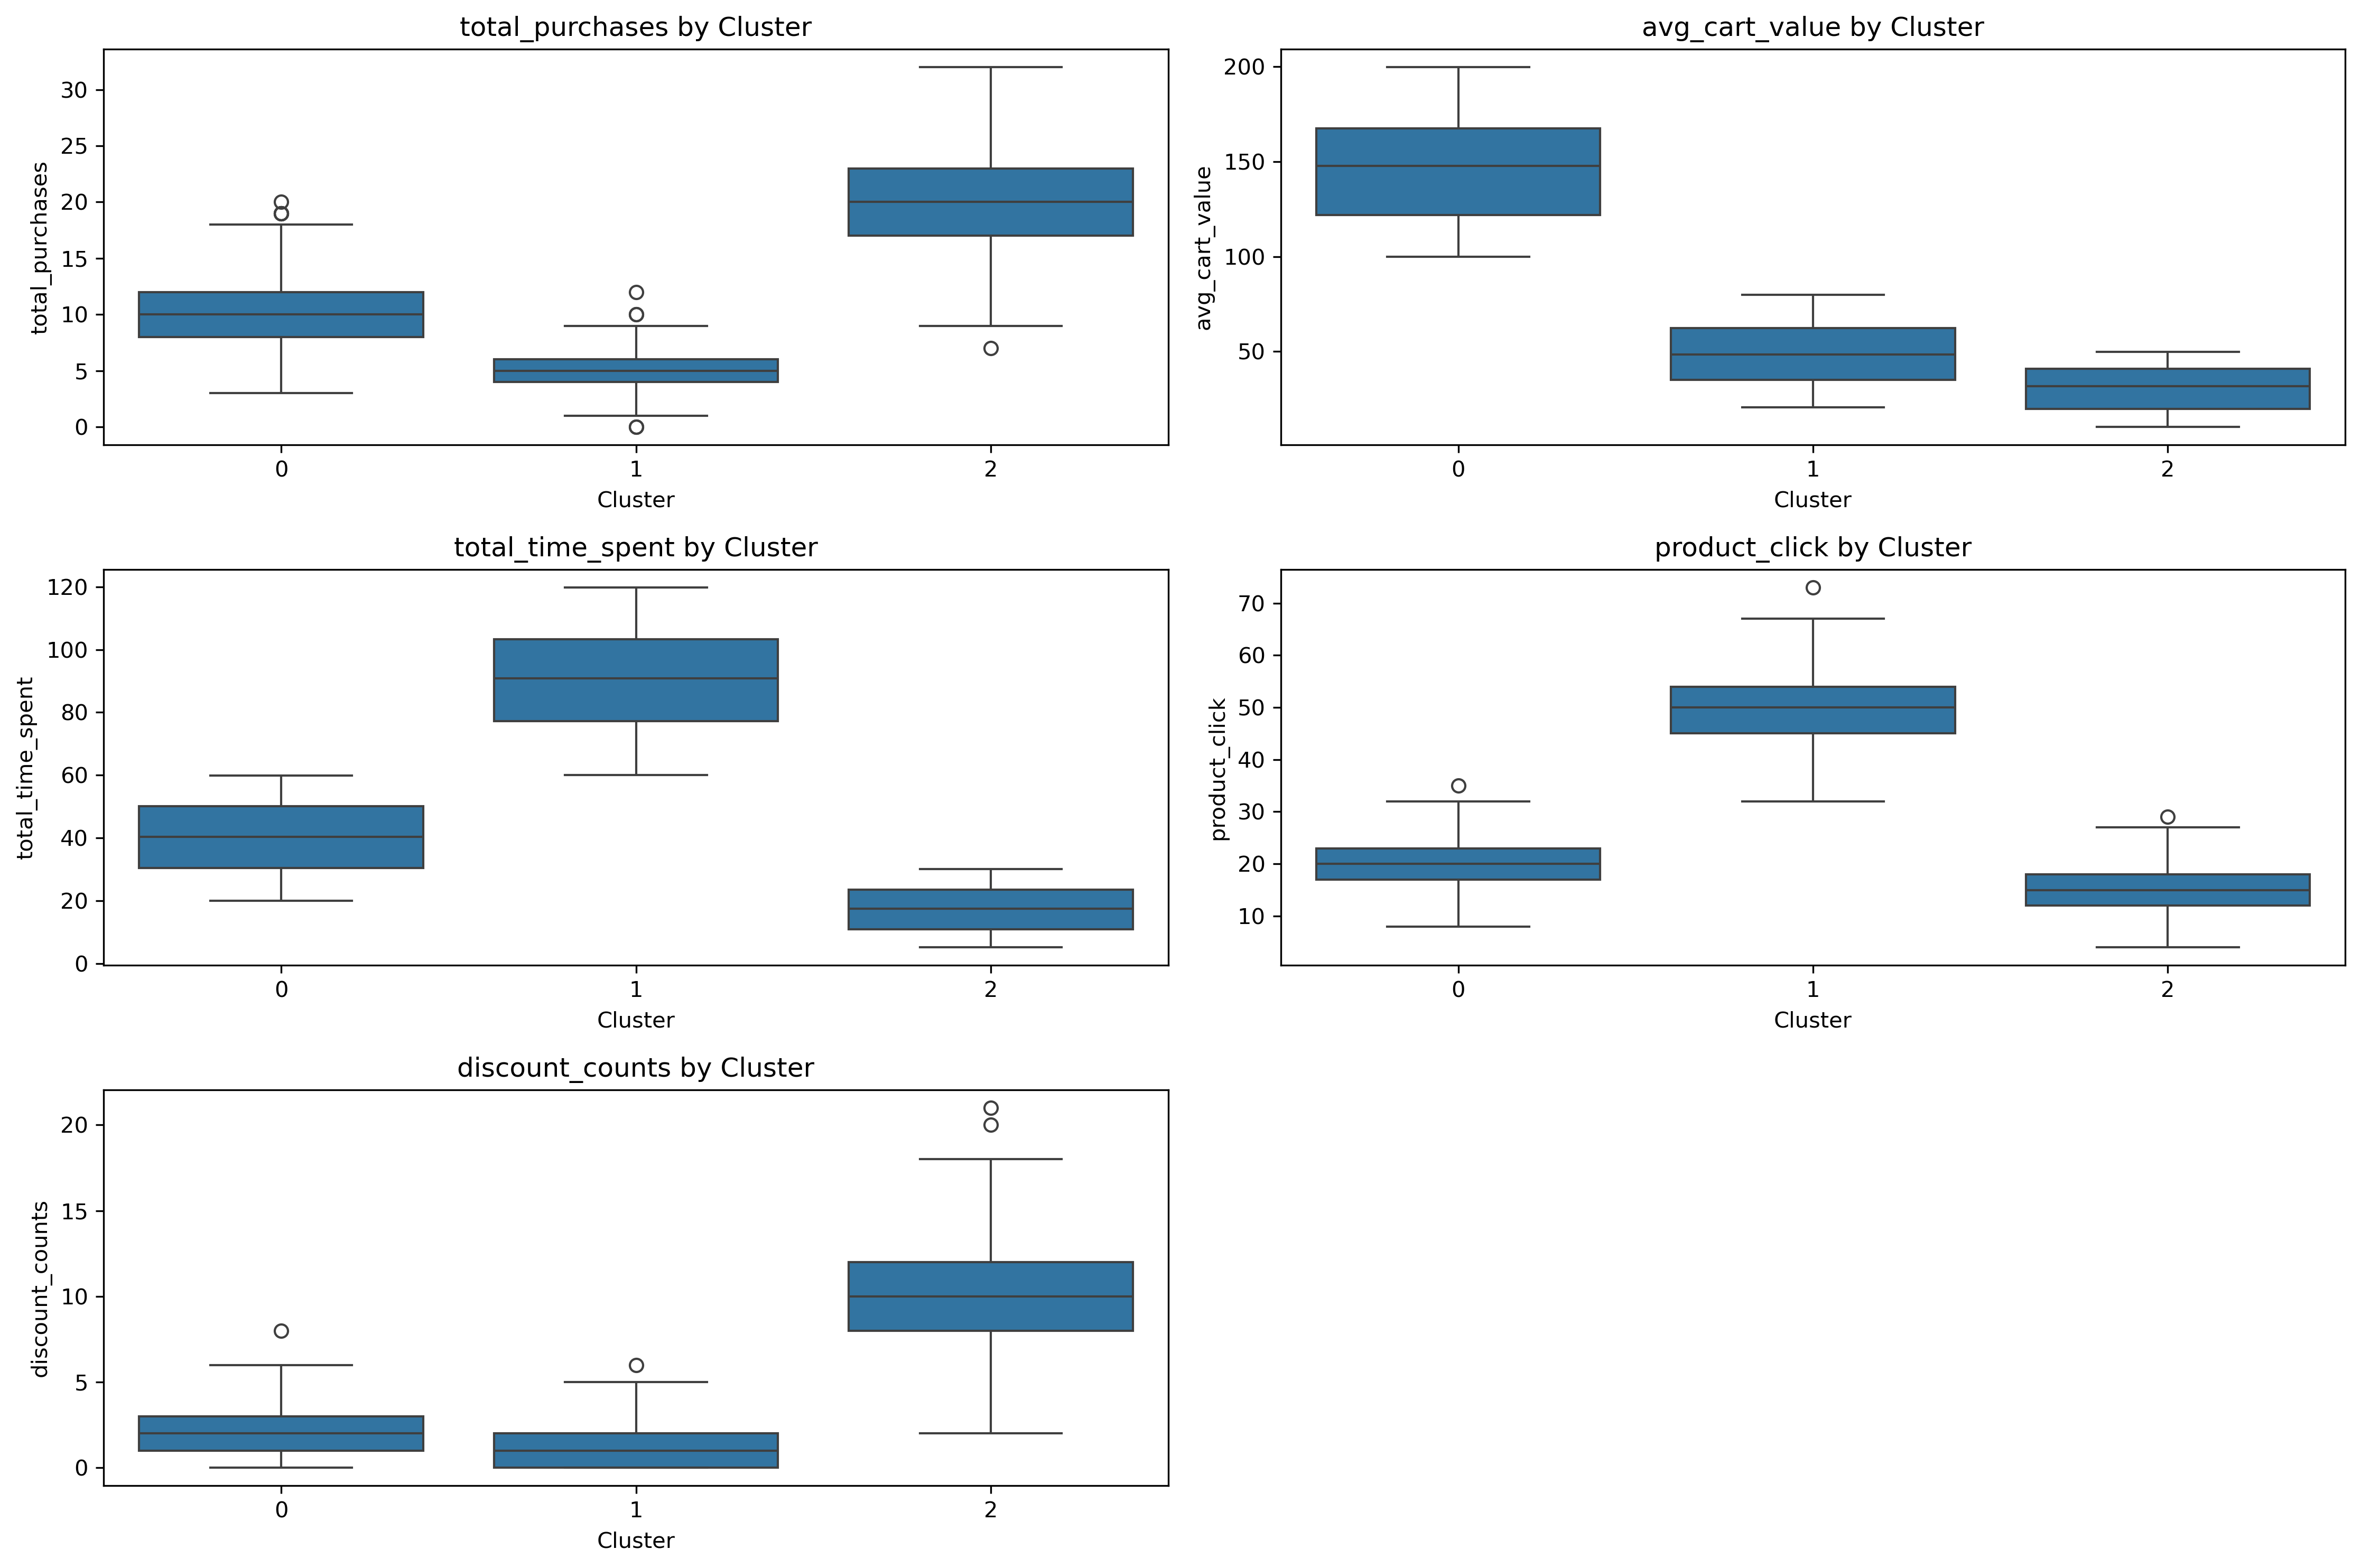 total_purchases by Cluster
total_purchases
30
25
20
15
10
5
0
0 1 2
Cluster
avg_cart_value by Cluster
avg_cart_value
200
150
100
50
0 1 2
Cluster
total_time_spent by Cluster
total_time_spent
120
100
80
60
40
20
0
0 1 2
Cluster
product_click by Cluster
product_click
70
60
50
40
30
20
10
0 1 2
Cluster
discount_counts by Cluster
discount_counts
20
15
10
5
0
0 1 2
Cluster